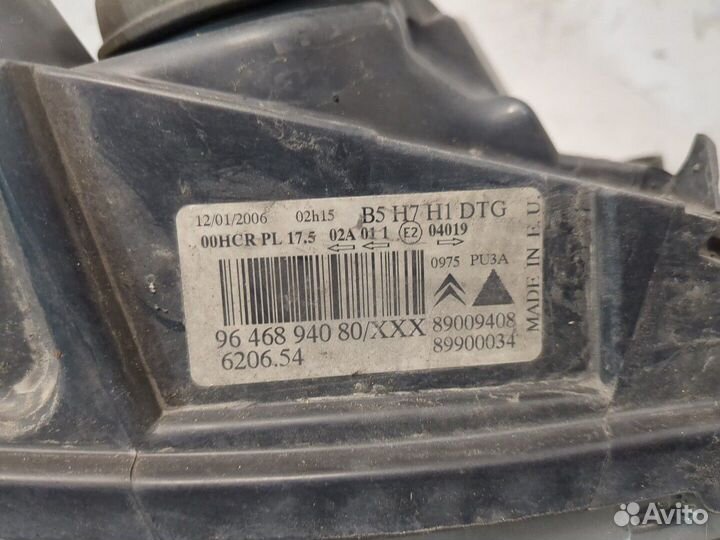 12/01/2006 02h15 B5 H7 H1 DTG
00HCR PL 17.5 02A 01 1 E2 04019
0975 PU3A
96 468 940 80/XXX 89009408
6206.54 89900034
MADE IN E.U.
Avito